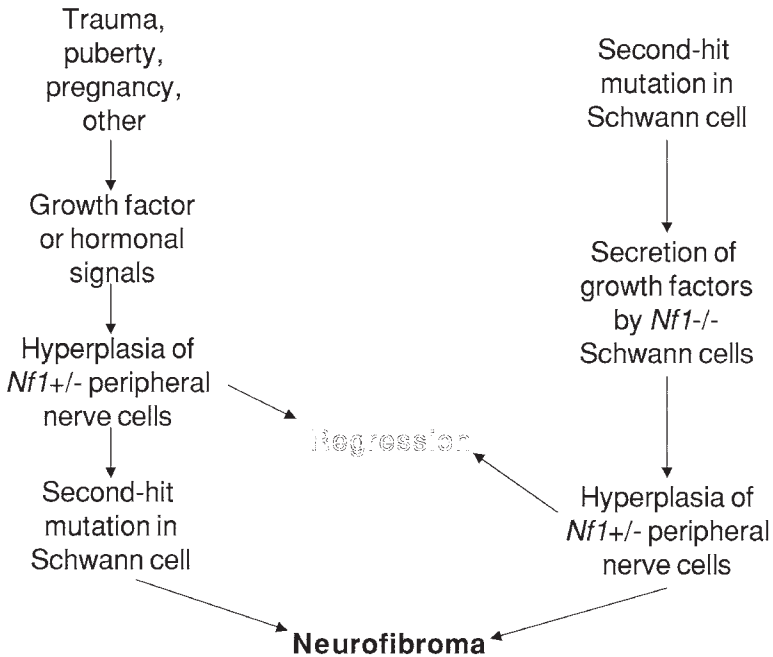 Trauma,
puberty,
pregnancy,
other
Growth factor
or hormonal
signals
Hyperplasia of
Nf1+/- peripheral
nerve cells
Second-hit
mutation in
Schwann cell
Second-hit
mutation in
Schwann cell
Secretion of
growth factors
by Nf1-/-
Schwann cells
Hyperplasia of
Nf1+/- peripheral
nerve cells
Regression
Neurofibroma